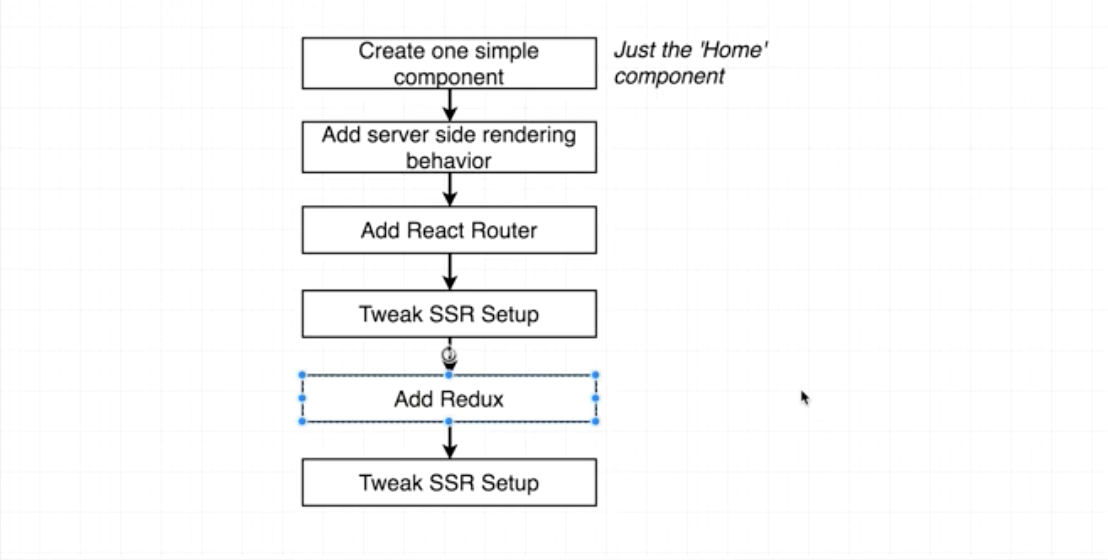 Create one simple
component
Just the 'Home'
component
Add server side rendering
behavior
Add React Router
Tweak SSR Setup
Add Redux
Tweak SSR Setup